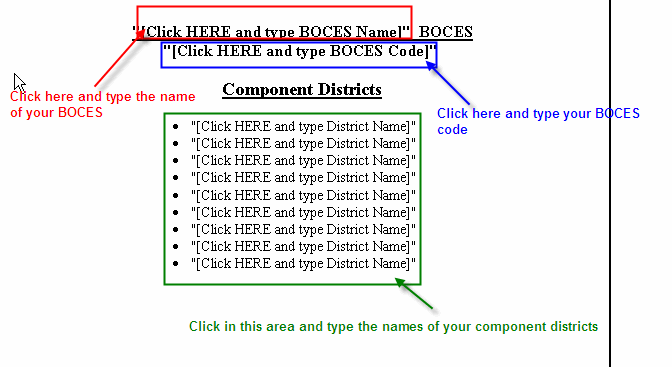 "[Click HERE and type BOCES Name]" BOCES
"[Click HERE and type BOCES Code]"
Click here and type the name
of your BOCES
Component Districts
Click here and type your BOCES
code
• "[Click HERE and type District Name]"
• "[Click HERE and type District Name]"
• "[Click HERE and type District Name]"
• "[Click HERE and type District Name]"
• "[Click HERE and type District Name]"
• "[Click HERE and type District Name]"
• "[Click HERE and type District Name]"
• "[Click HERE and type District Name]"
• "[Click HERE and type District Name]"
Click in this area and type the names of your component districts